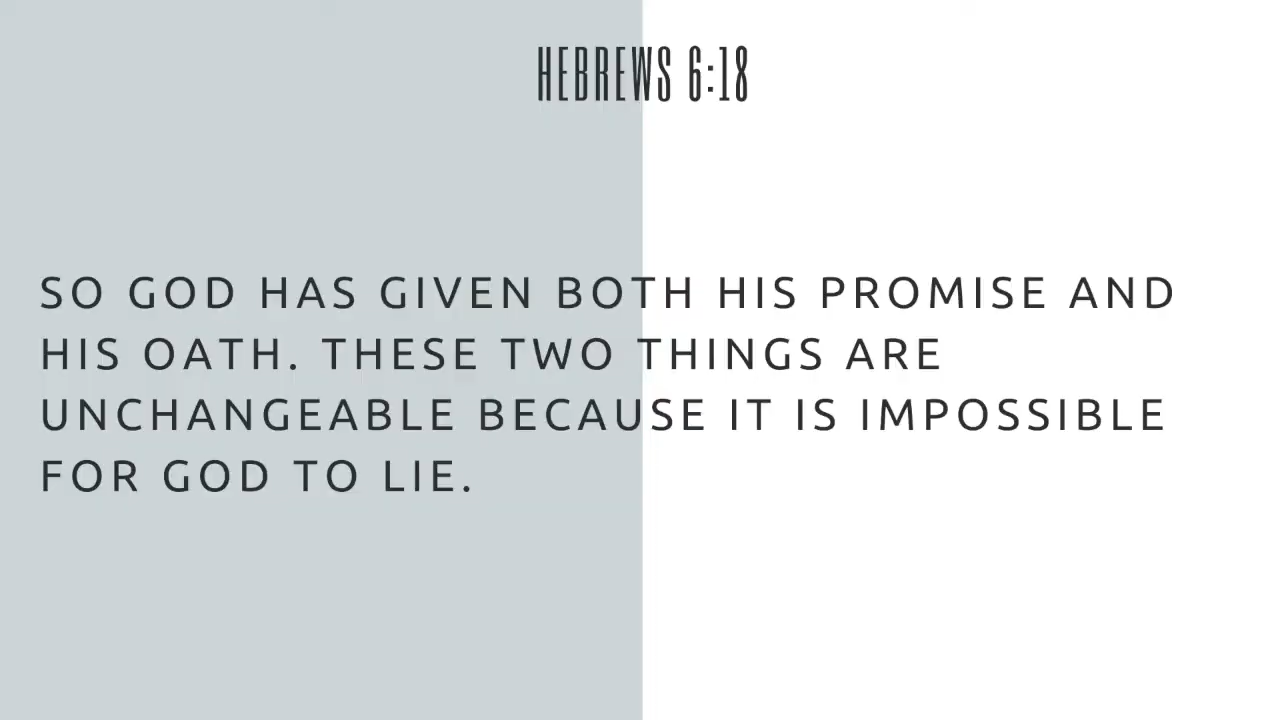 HEBREWS 6:18
SO GOD HAS GIVEN BOTH HIS PROMISE AND
HIS OATH. THESE TWO THINGS ARE
UNCHANGEABLE BECAUSE IT IS IMPOSSIBLE
FOR GOD TO LIE.